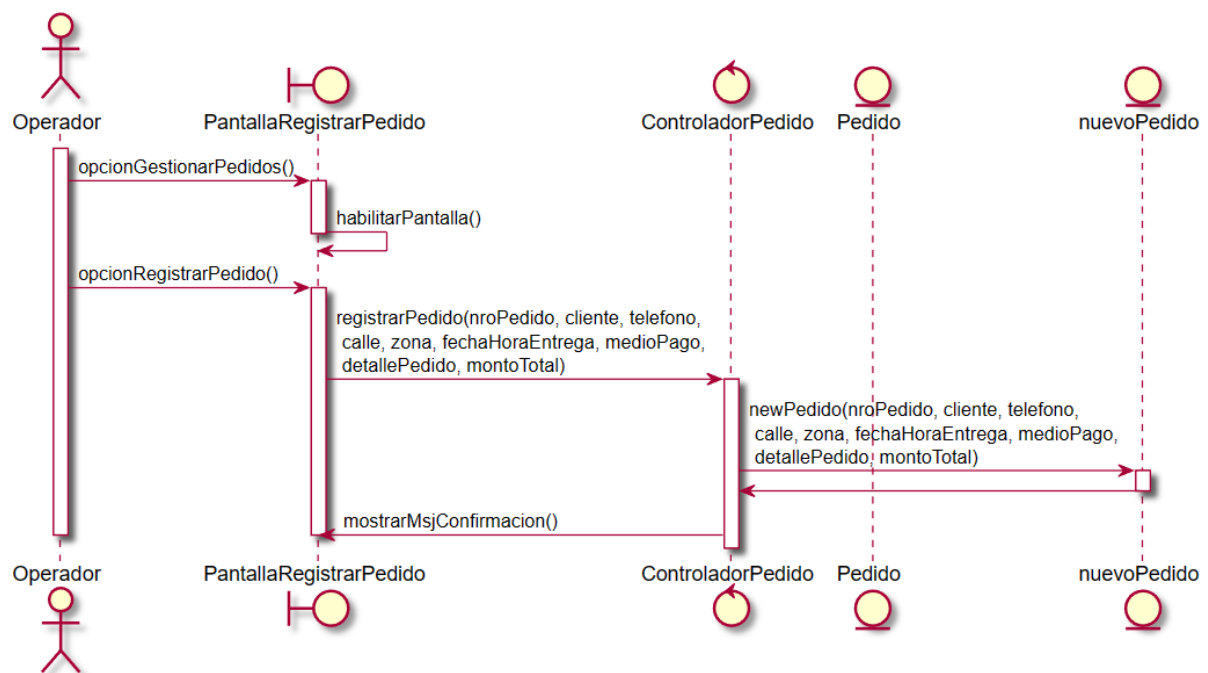 Operador
PantallaRegistrarPedido
ControladorPedido
Pedido
nuevoPedido
opcionGestionarPedidos()
habilitarPantalla()
opcionRegistrarPedido()
registrarPedido(nroPedido, cliente, telefono,
calle, zona, fechaHoraEntrega, medioPago,
detallePedido, montoTotal)
newPedido(nroPedido, cliente, telefono,
calle, zona, fechaHoraEntrega, medioPago,
detallePedido, montoTotal)
mostrarMsjConfirmacion()
Operador
PantallaRegistrarPedido
ControladorPedido
Pedido
nuevoPedido